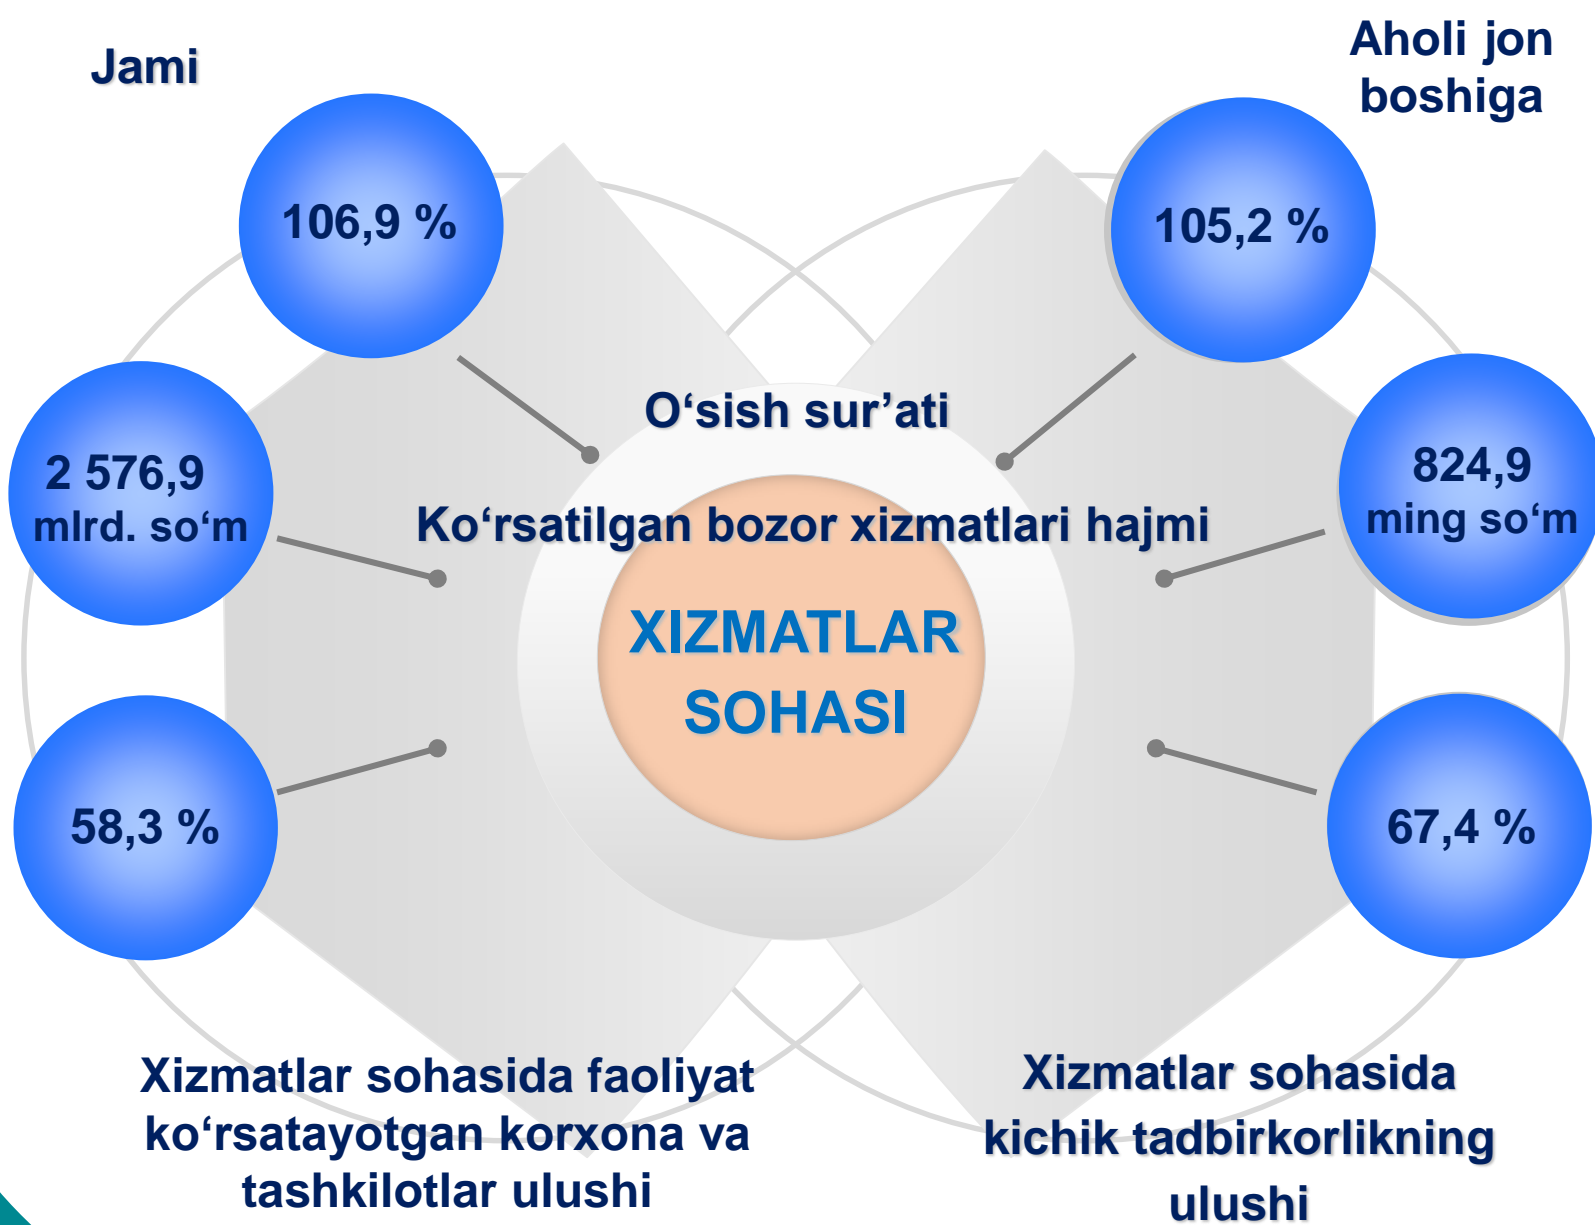 Jami
Aholi jon
boshiga
106,9 %
105,2 %
O‘sish sur’ati
2 576,9
mlrd. so‘m
824,9
ming so‘m
Ko‘rsatilgan bozor xizmatlari hajmi
XIZMATLAR
SOHASI
58,3 %
67,4 %
Xizmatlar sohasida faoliyat
ko‘rsatayotgan korxona va
tashkilotlar ulushi
Xizmatlar sohasida
kichik tadbirkorlikning
ulushi